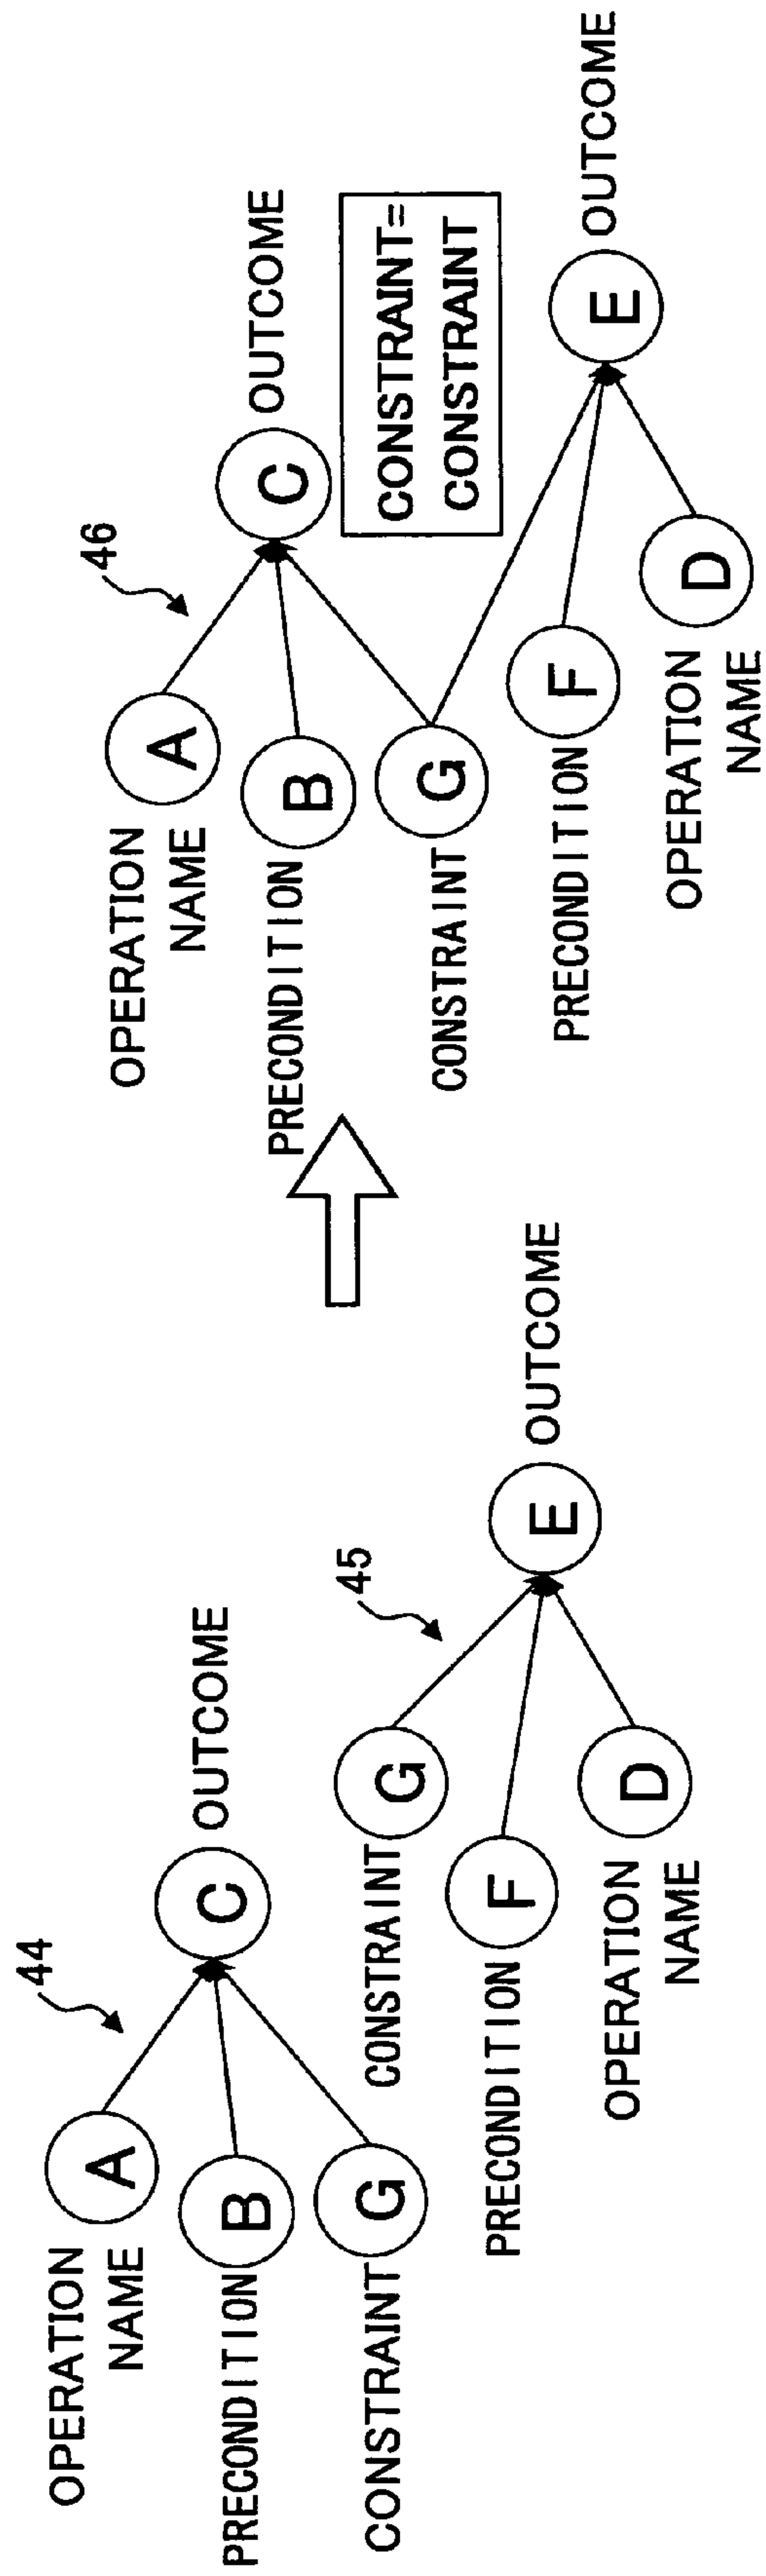 44
OPERATION
NAME
A
PRECONDITION
B
CONSTRAINT
G
C
OUTCOME
45
CONSTRAINT
G
PRECONDITION
F
OPERATION
NAME
D
E
OUTCOME
46
OPERATION
NAME
A
PRECONDITION
B
CONSTRAINT
G
C
OUTCOME
CONSTRAINT=
CONSTRAINT
PRECONDITION
F
OPERATION
NAME
D
E
OUTCOME